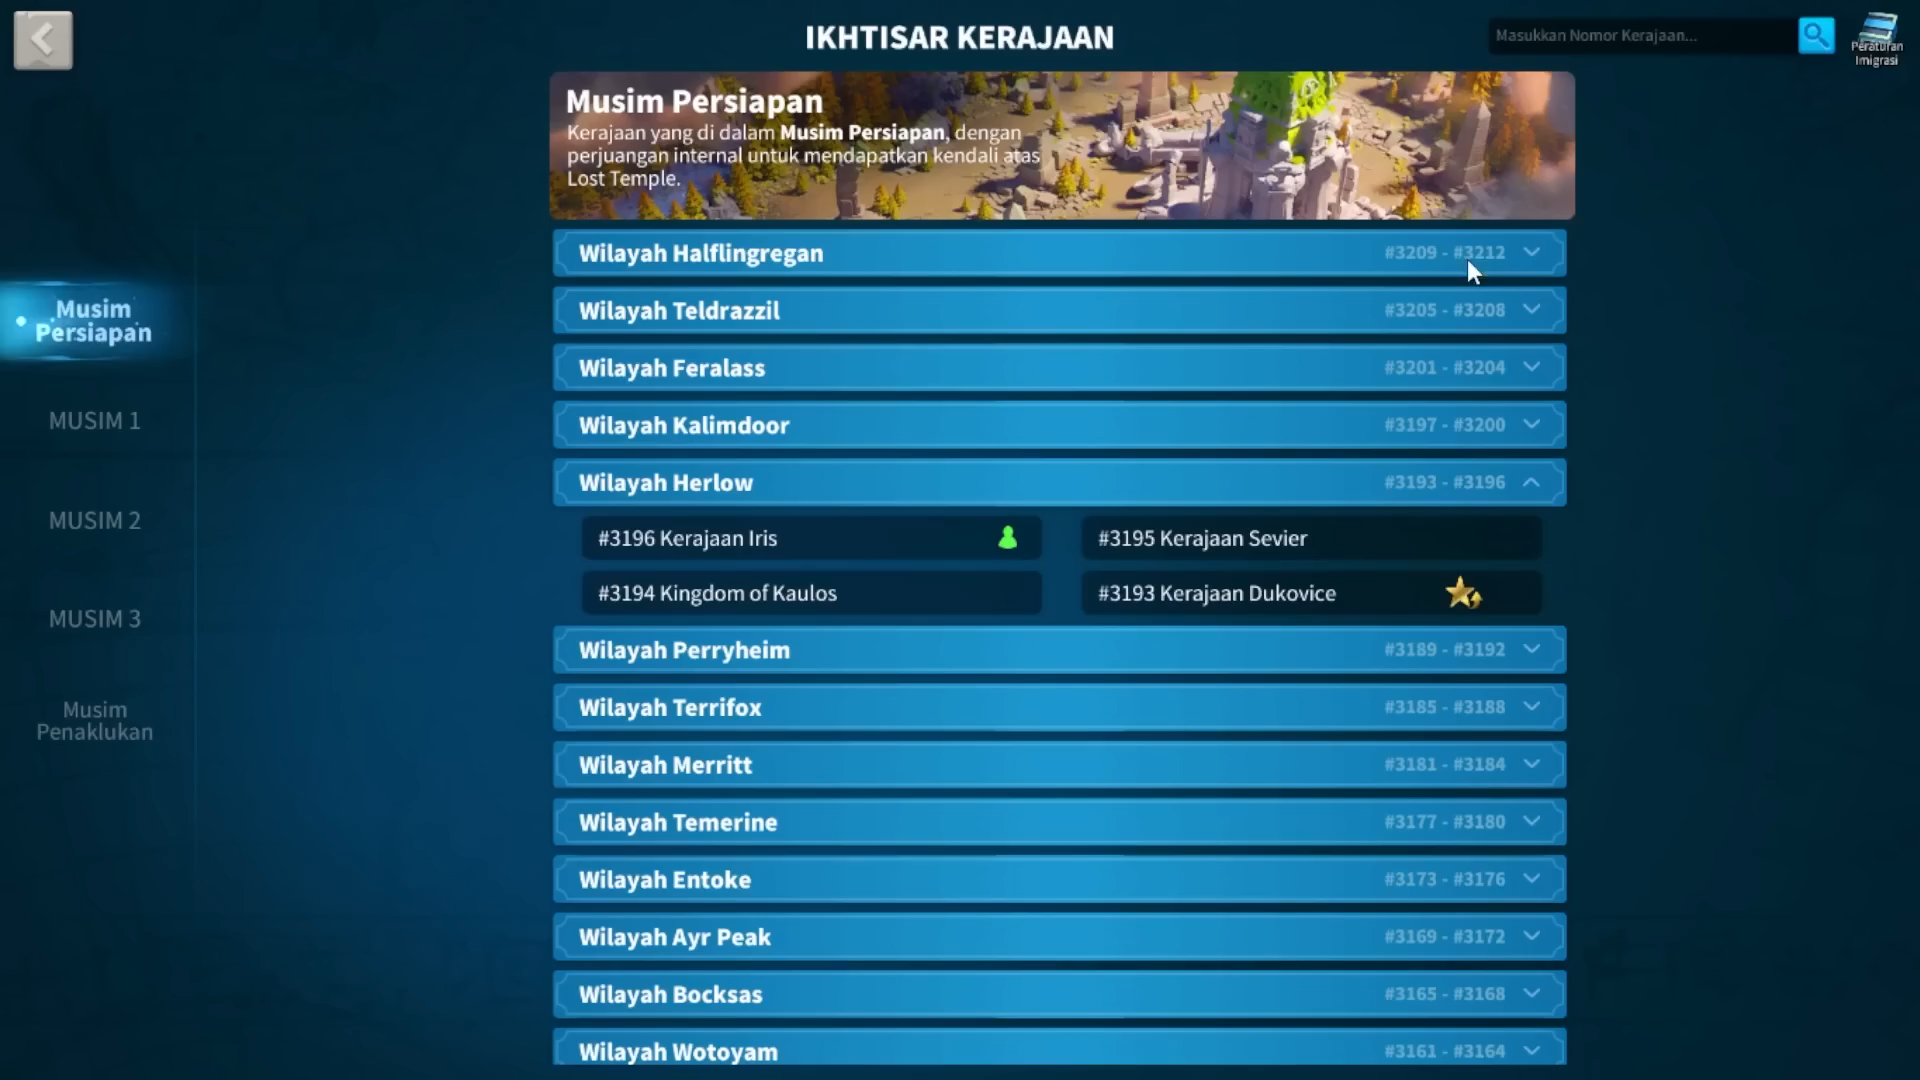 IKHTISAR KERAJAAN
Masukkan Nomor Kerajaan...
Peraturan
Imigrasi
Musim Persiapan
Kerajaan yang di dalam Musim Persiapan, dengan
perjuangan internal untuk mendapatkan kendali atas
Lost Temple.
Musim
Persiapan
MUSIM 1
MUSIM 2
MUSIM 3
Musim
Penaklukan
Wilayah Halflingregan #3209 - #3212
Wilayah Teldrazzil #3205 - #3208
Wilayah Feralass #3201 - #3204
Wilayah Kalimdoor #3197 - #3200
Wilayah Herlow #3193 - #3196
#3196 Kerajaan Iris #3195 Kerajaan Sevier
#3194 Kingdom of Kaulos #3193 Kerajaan Dukovice
Wilayah Perryheim #3189 - #3192
Wilayah Terrifox #3185 - #3188
Wilayah Merritt #3181 - #3184
Wilayah Temerine #3177 - #3180
Wilayah Entoke #3173 - #3176
Wilayah Ayr Peak #3169 - #3172
Wilayah Bocksas #3165 - #3168
Wilayah Wotoyam #3161 - #3164